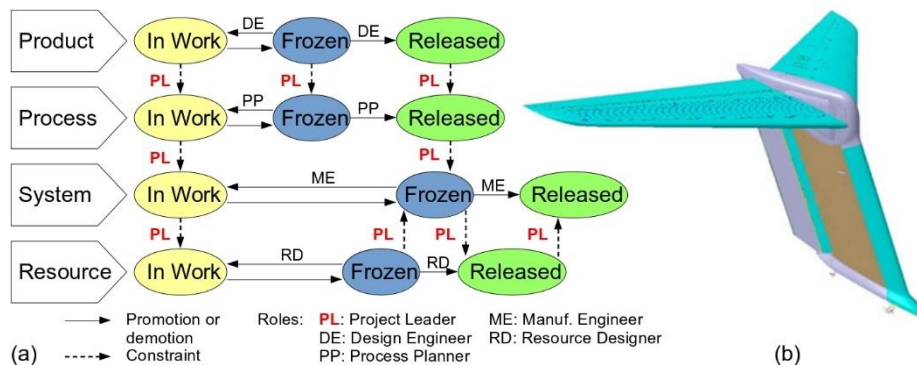 Product
In Work
DE
Frozen
DE
Released
PL
PL
PL
Process
In Work
PP
Frozen
PP
Released
PL
PL
System
In Work
ME
Frozen
ME
Released
PL
PL
PL
PL
Resource
In Work
RD
Frozen
RD
Released
Promotion or
demotion
Constraint
Roles:
PL: Project Leader
DE: Design Engineer
PP: Process Planner
ME: Manuf. Engineer
RD: Resource Designer
(a)
(b)